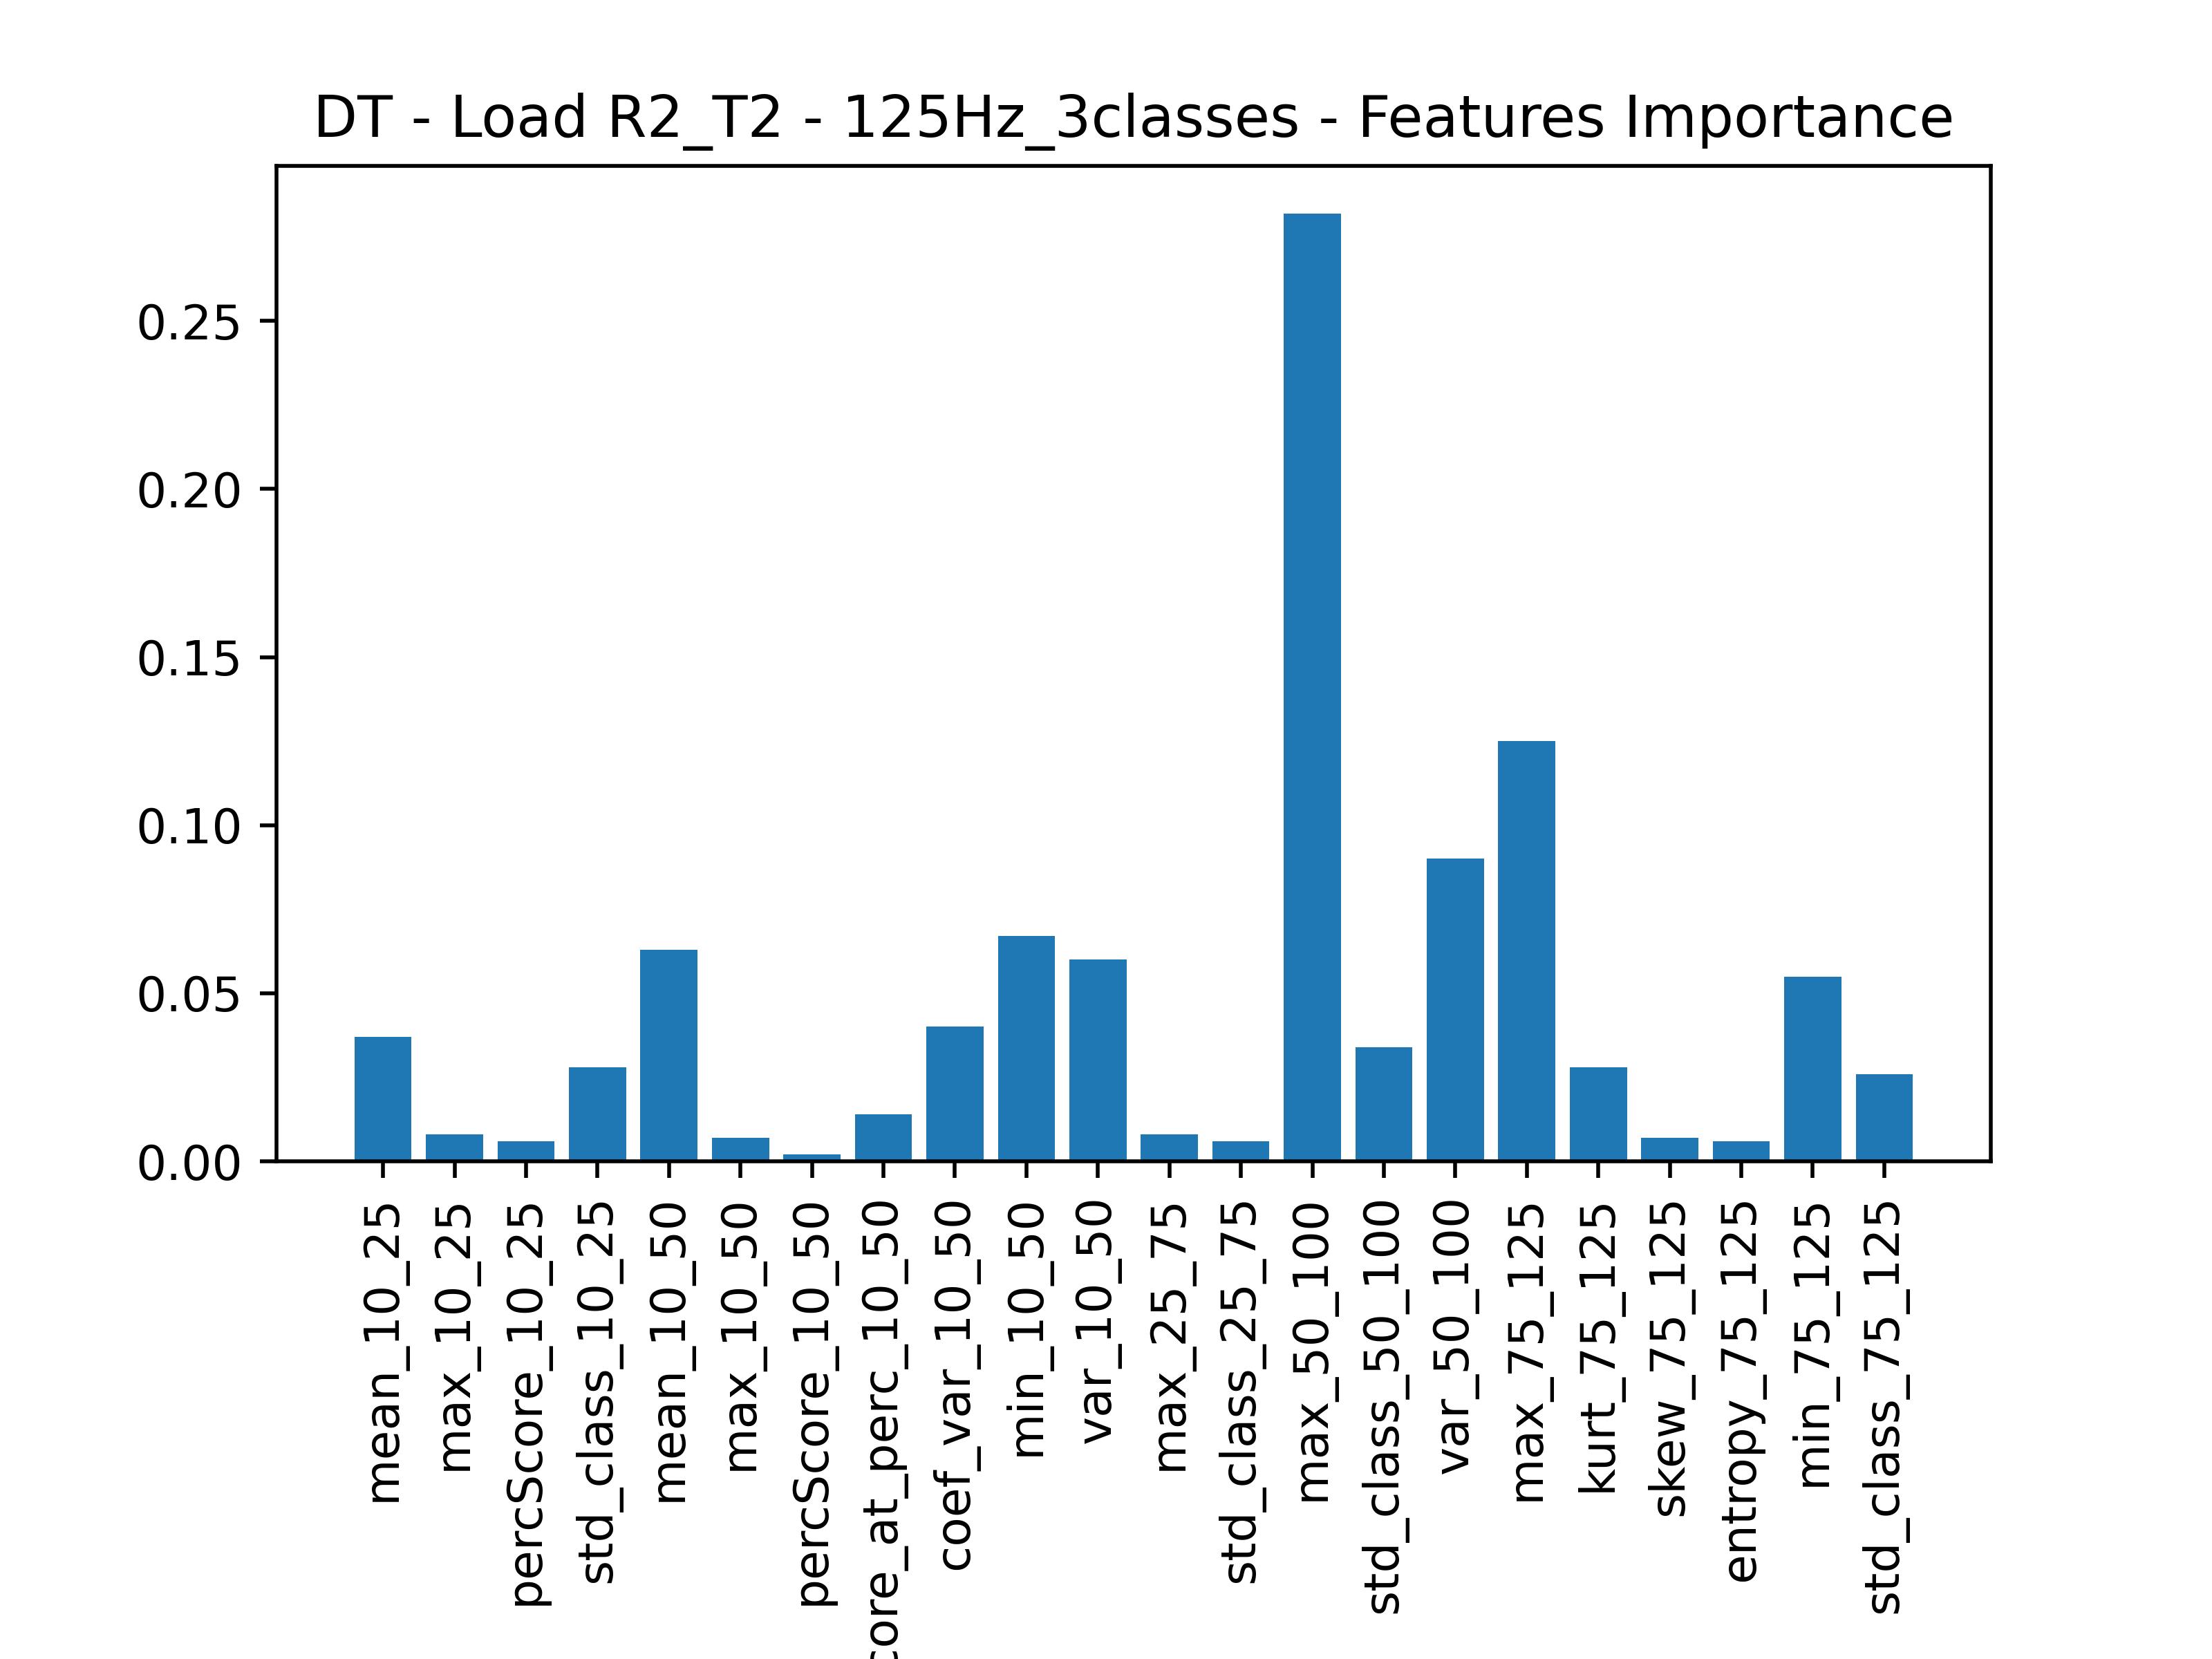 DT - Load R2_T2 - 125Hz_3classes - Features Importance
0.25
0.20
0.15
0.10
0.05
0.00
mean_10_25
max_10_25
percScore_10_25
std_class_10_25
mean_10_50
max_10_50
percScore_10_50
core_at_perc_10_50
coef_var_10_50
min_10_50
var_10_50
max_25_75
std_class_25_75
max_50_100
std_class_50_100
var_50_100
max_75_125
kurt_75_125
skew_75_125
entropy_75_125
min_75_125
std_class_75_125